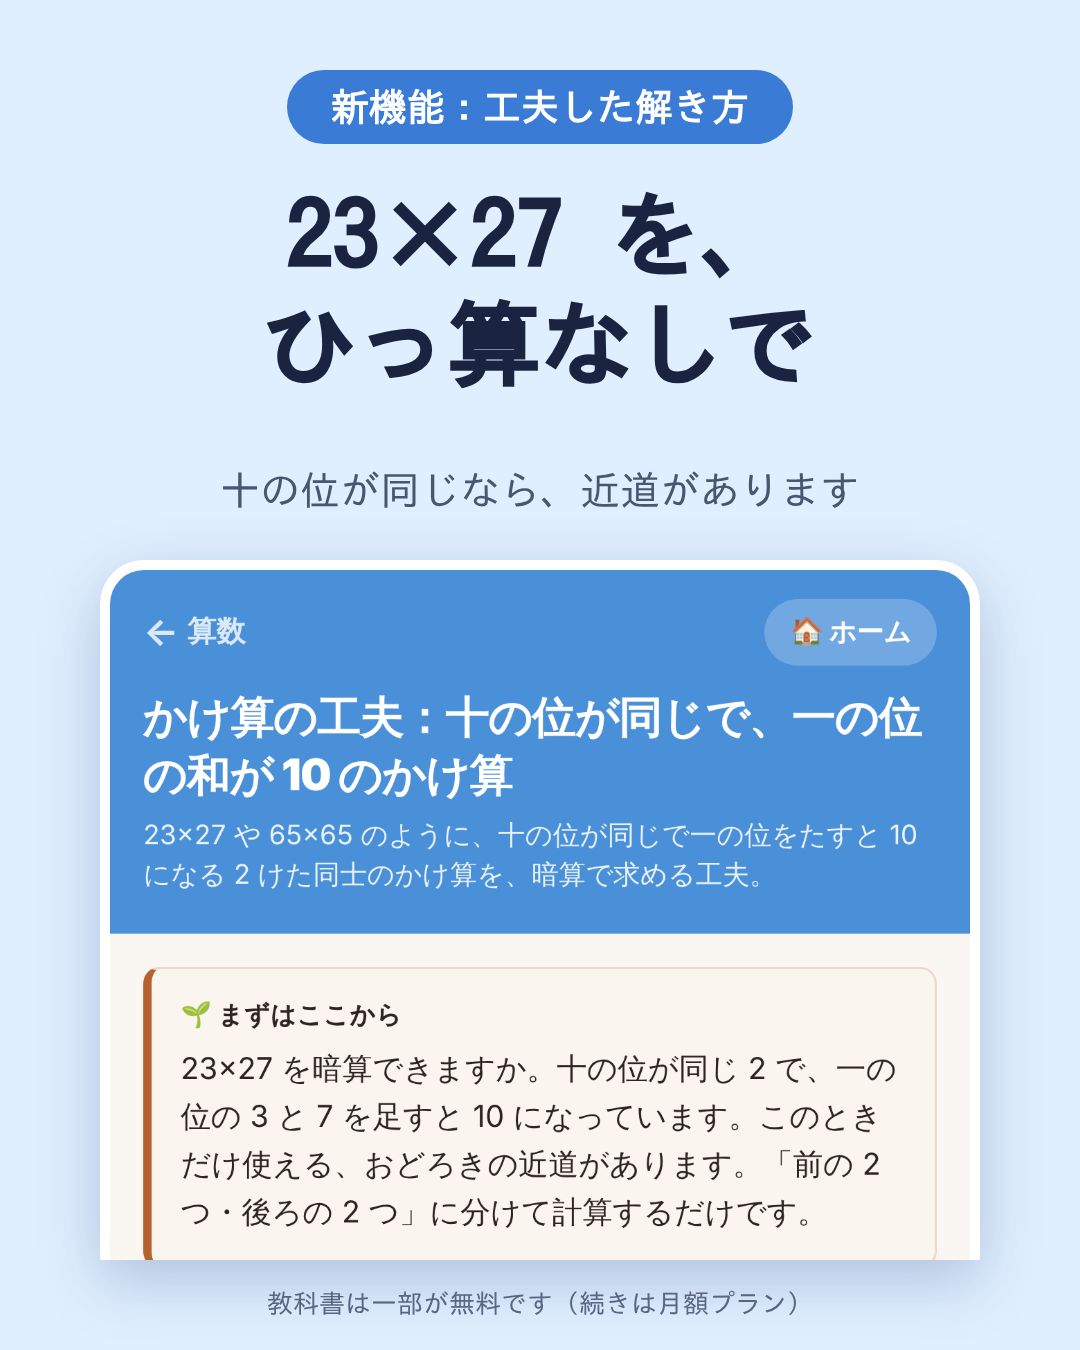 新機能：工夫した解き方
23×27 を、
ひっ算なしで
十の位が同じなら、近道があります
← 算数
🏠 ホーム
かけ算の工夫：十の位が同じで、一の位
の和が 10 のかけ算
23×27 や 65×65 のように、十の位が同じで一の位をたすと 10
になる 2 けた同士のかけ算を、暗算で求める工夫。
🌱 まずはここから
23×27 を暗算できますか。十の位が同じ 2 で、一の
位の 3 と 7 を足すと 10 になっています。このとき
だけ使える、おどろきの近道があります。「前の 2
つ・後ろの 2 つ」に分けて計算するだけです。
教科書は一部が無料です（続きは月額プラン）